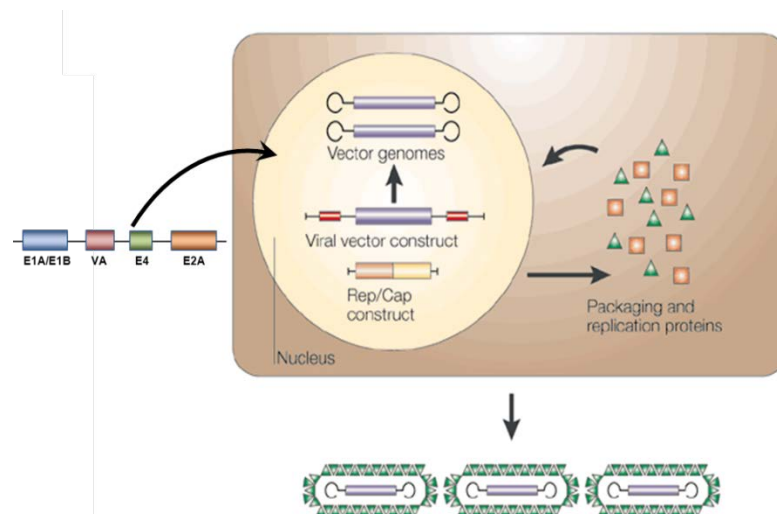 Vector genomes
Viral vector construct
Rep/Cap
construct
Nucleus
E1A/E1B VA E4 E2A
Packaging and
replication proteins